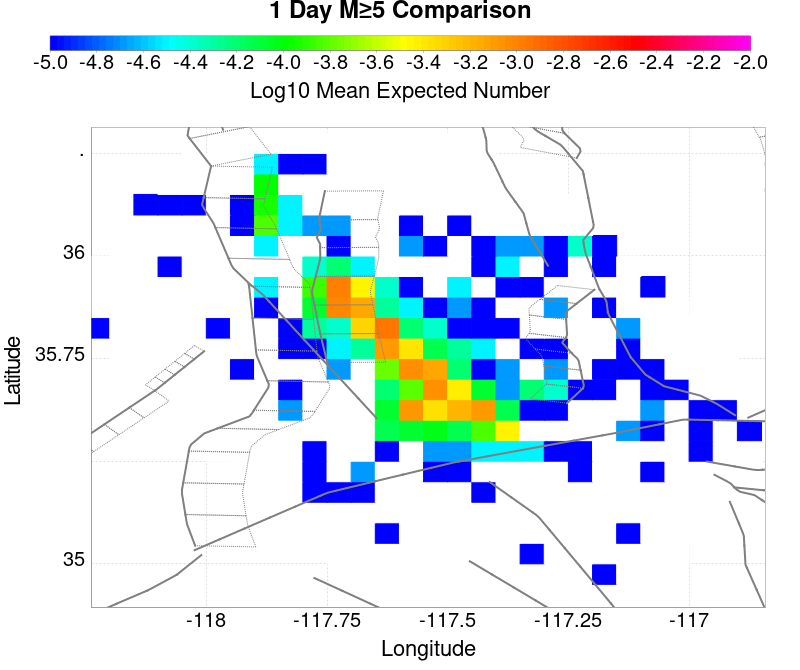 1 Day M≥5 Comparison
-5.0 -4.8 -4.6 -4.4 -4.2 -4.0 -3.8 -3.6 -3.4 -3.2 -3.0 -2.8 -2.6 -2.4 -2.2 -2.0
Log10 Mean Expected Number
36
35.75
35
Latitude
-118 -117.75 -117.5 -117.25 -117
Longitude